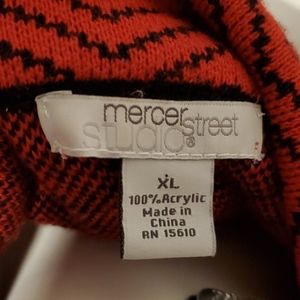 mercer street
studio®
XL
100% Acrylic
Made in
China
RN 15610